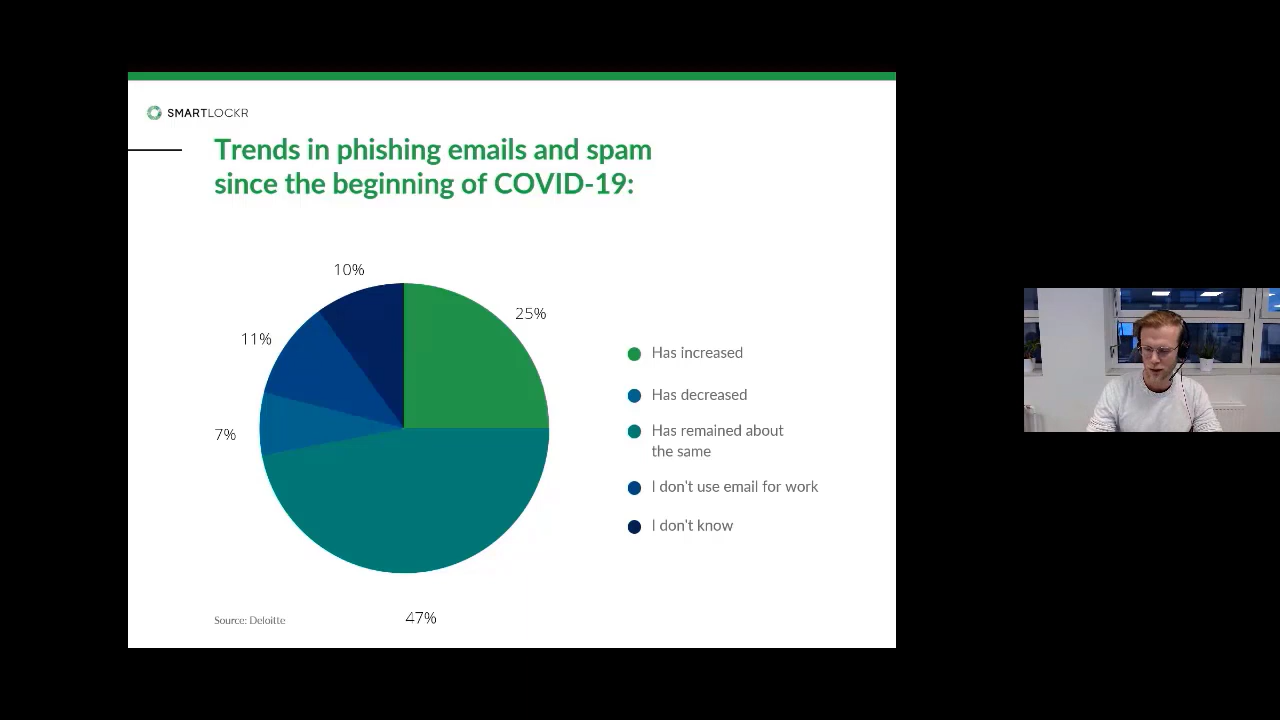 SMARTLOCKR
Trends in phishing emails and spam
since the beginning of COVID-19:
10%
25%
11%
7%
47%
Has increased
Has decreased
Has remained about
the same
I don't use email for work
I don't know
Source: Deloitte